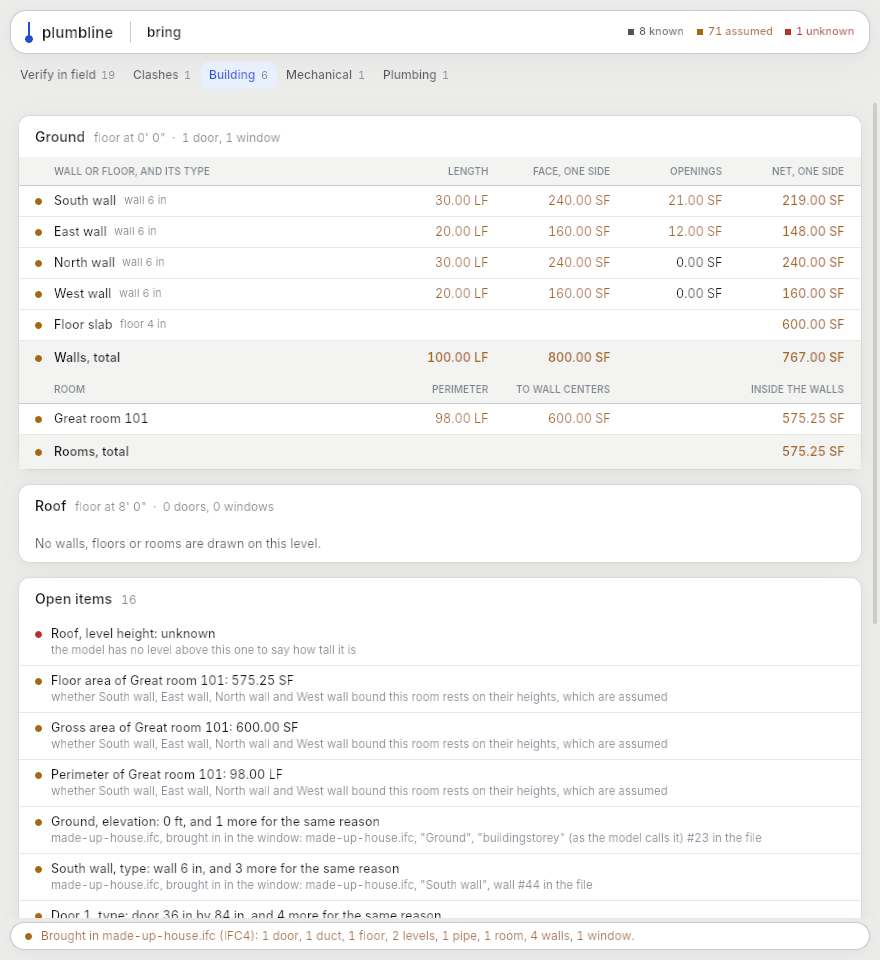 plumbline bring 8 known 71 assumed 1 unknown
Verify in field 19 Clashes 1 Building 6 Mechanical 1 Plumbing 1
Ground floor at 0' 0" · 1 door, 1 window
WALL OR FLOOR, AND ITS TYPE LENGTH FACE, ONE SIDE OPENINGS NET, ONE SIDE
South wall wall 6 in 30.00 LF 240.00 SF 21.00 SF 219.00 SF
East wall wall 6 in 20.00 LF 160.00 SF 12.00 SF 148.00 SF
North wall wall 6 in 30.00 LF 240.00 SF 0.00 SF 240.00 SF
West wall wall 6 in 20.00 LF 160.00 SF 0.00 SF 160.00 SF
Floor slab floor 4 in 600.00 SF
Walls, total 100.00 LF 800.00 SF 767.00 SF
ROOM PERIMETER TO WALL CENTERS INSIDE THE WALLS
Great room 101 98.00 LF 600.00 SF 575.25 SF
Rooms, total 575.25 SF
Roof floor at 8' 0" · 0 doors, 0 windows
No walls, floors or rooms are drawn on this level.
Open items 16
Roof, level height: unknown
the model has no level above this one to say how tall it is
Floor area of Great room 101: 575.25 SF
whether South wall, East wall, North wall and West wall bound this room rests on their heights, which are assumed
Gross area of Great room 101: 600.00 SF
whether South wall, East wall, North wall and West wall bound this room rests on their heights, which are assumed
Perimeter of Great room 101: 98.00 LF
whether South wall, East wall, North wall and West wall bound this room rests on their heights, which are assumed
Ground, elevation: 0 ft, and 1 more for the same reason
made-up-house.ifc, brought in in the window: made-up-house.ifc, "Ground", "buildingstorey" (as the model calls it) #23 in the file
South wall, type: wall 6 in, and 3 more for the same reason
made-up-house.ifc, brought in in the window: made-up-house.ifc, "South wall", wall #44 in the file
Door 1, type: door 36 in by 84 in, and 4 more for the same reason
Brought in made-up-house.ifc (IFC4): 1 door, 1 duct, 1 floor, 2 levels, 1 pipe, 1 room, 4 walls, 1 window.